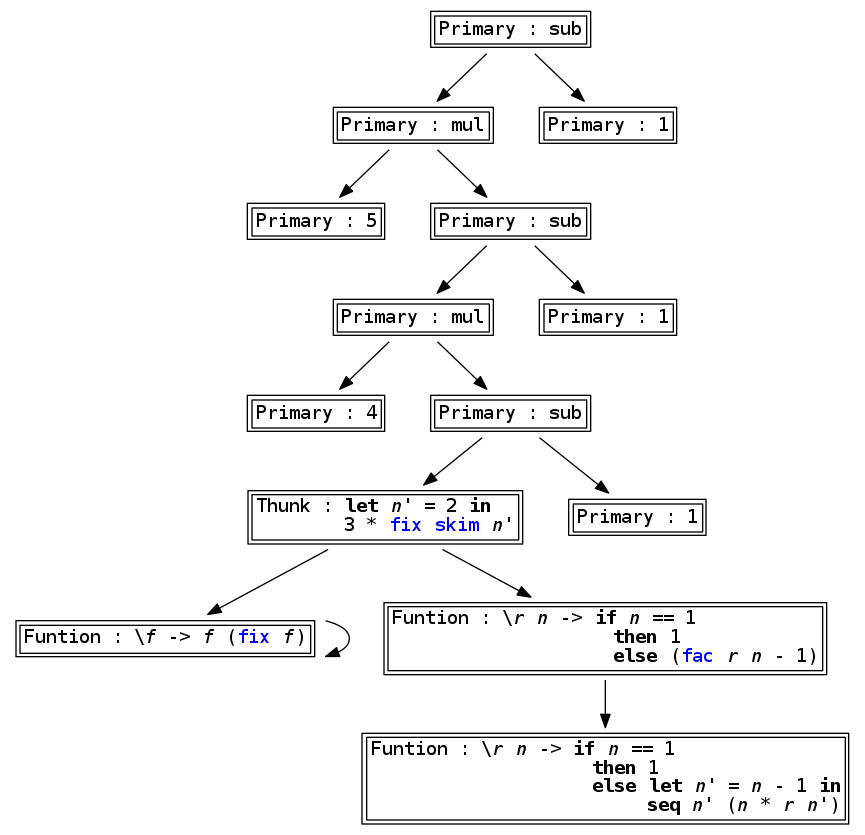 Primary : sub
Primary : mul
Primary : 1
Primary : 5
Primary : sub
Primary : mul
Primary : 1
Primary : 4
Primary : sub
Thunk : let n' = 2 in
3 * fix skim n'
Primary : 1
Funtion : \f -> f (fix f)
Funtion : \r n -> if n == 1
then 1
else (fac r n - 1)
Funtion : \r n -> if n == 1
then 1
else let n' = n - 1 in
seq n' (n * r n')